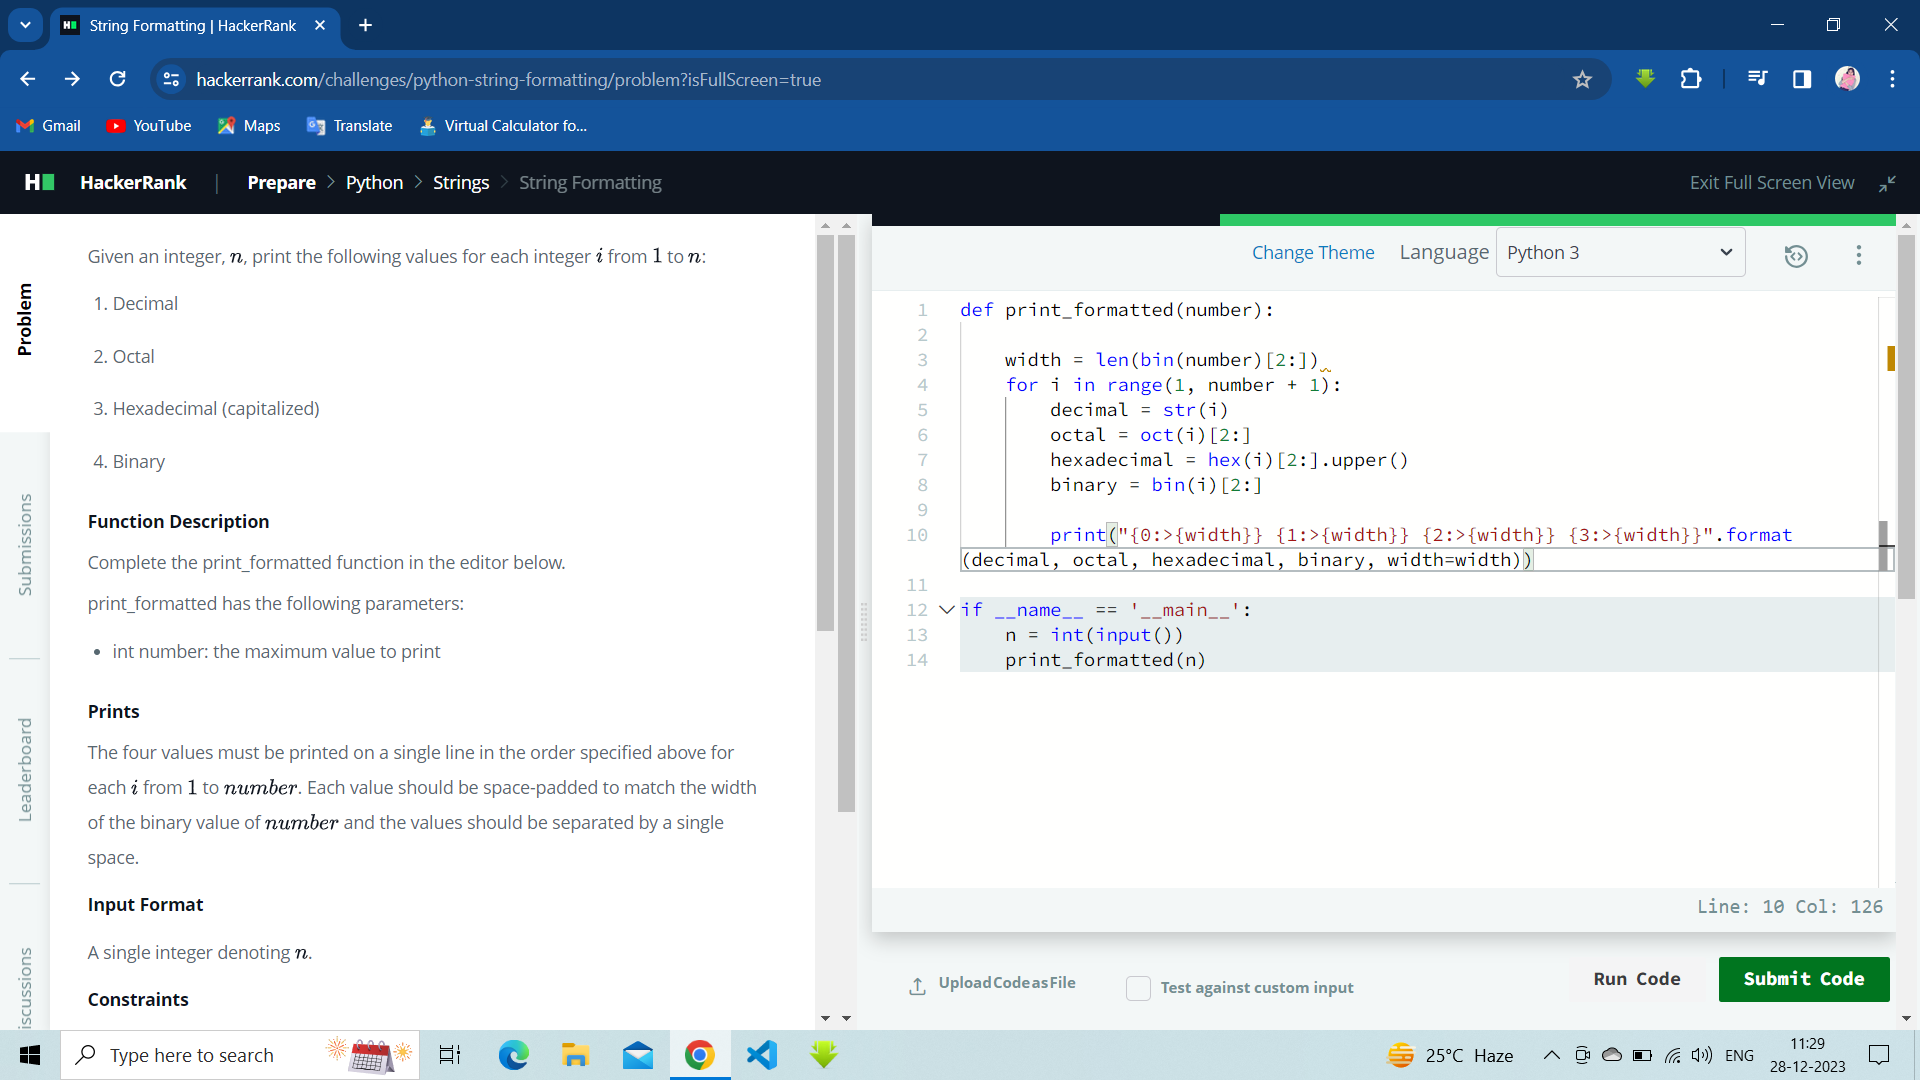 String Formatting | HackerRank
hackerrank.com/challenges/python-string-formatting/problem?isFullScreen=true
Gmail YouTube Maps Translate Virtual Calculator fo...
HackerRank | Prepare > Python > Strings > String Formatting Exit Full Screen View
Problem
Submissions
Leaderboard
iscussions
Given an integer, n, print the following values for each integer i from 1 to n:
1. Decimal
2. Octal
3. Hexadecimal (capitalized)
4. Binary
Function Description
Complete the print_formatted function in the editor below.
print_formatted has the following parameters:
• int number: the maximum value to print
Prints
The four values must be printed on a single line in the order specified above for
each i from 1 to number. Each value should be space-padded to match the width
of the binary value of number and the values should be separated by a single
space.
Input Format
A single integer denoting n.
Constraints
Change Theme Language Python 3
1 def print_formatted(number):
2
3 width = len(bin(number)[2:])
4 for i in range(1, number + 1):
5 decimal = str(i)
6 octal = oct(i)[2:]
7 hexadecimal = hex(i)[2:].upper()
8 binary = bin(i)[2:]
9
10 print("{0:>{width}} {1:>{width}} {2:>{width}} {3:>{width}}".format
(decimal, octal, hexadecimal, binary, width=width))
11
12 if __name__ == '__main__':
13 n = int(input())
14 print_formatted(n)
Line: 10 Col: 126
Upload Code as File Test against custom input Run Code Submit Code
Type here to search
25°C Haze
ENG
11:29
28-12-2023